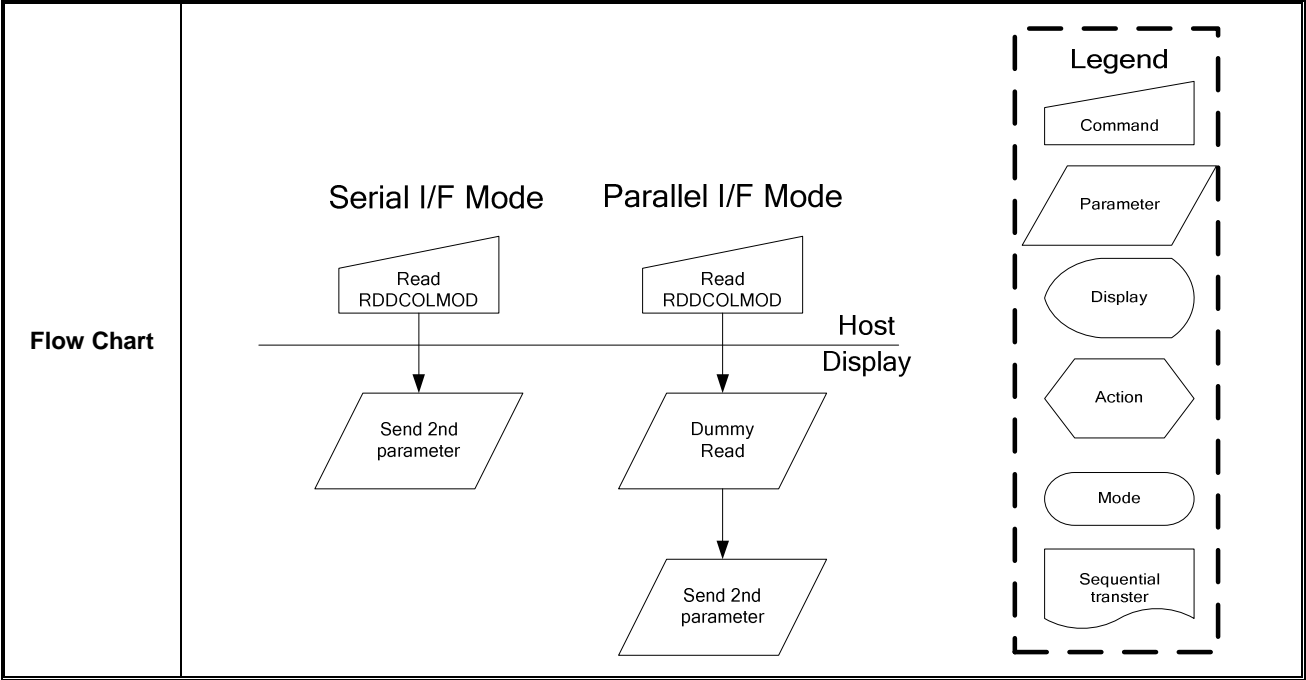 Flow Chart
Serial I/F Mode
Read
RDDCOLMOD
Send 2nd
parameter
Parallel I/F Mode
Read
RDDCOLMOD
Host
Display
Dummy
Read
Send 2nd
parameter
Legend
Command
Parameter
Display
Action
Mode
Sequential
transter